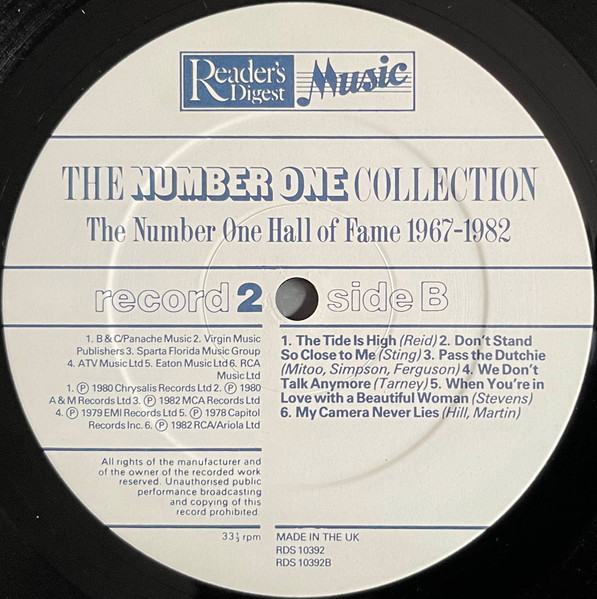 Reader's Digest Music
THE NUMBER ONE COLLECTION
The Number One Hall of Fame 1967-1982
record 2 side B
1. B & C/Panache Music 2. Virgin Music
Publishers 3. Sparta Florida Music Group
4. ATV Music Ltd 5. Eaton Music Ltd 6. RCA
Music Ltd
1. Ⓟ 1980 Chrysalis Records Ltd 2. Ⓟ 1980
A & M Records Ltd 3. Ⓟ 1982 MCA Records Ltd
4. Ⓟ 1979 EMI Records Ltd 5. Ⓟ 1978 Capitol
Records Inc. 6. Ⓟ 1982 RCA/Ariola Ltd
1. The Tide Is High (Reid) 2. Don't Stand
So Close to Me (Sting) 3. Pass the Dutchie
(Mitoo, Simpson, Ferguson) 4. We Don't
Talk Anymore (Tarney) 5. When You're in
Love with a Beautiful Woman (Stevens)
6. My Camera Never Lies (Hill, Martin)
All rights of the manufacturer and
of the owner of the recorded work
reserved. Unauthorised public
performance broadcasting
and copying of this
record prohibited.
33⅓ rpm
MADE IN THE UK
RDS 10392
RDS 10392B